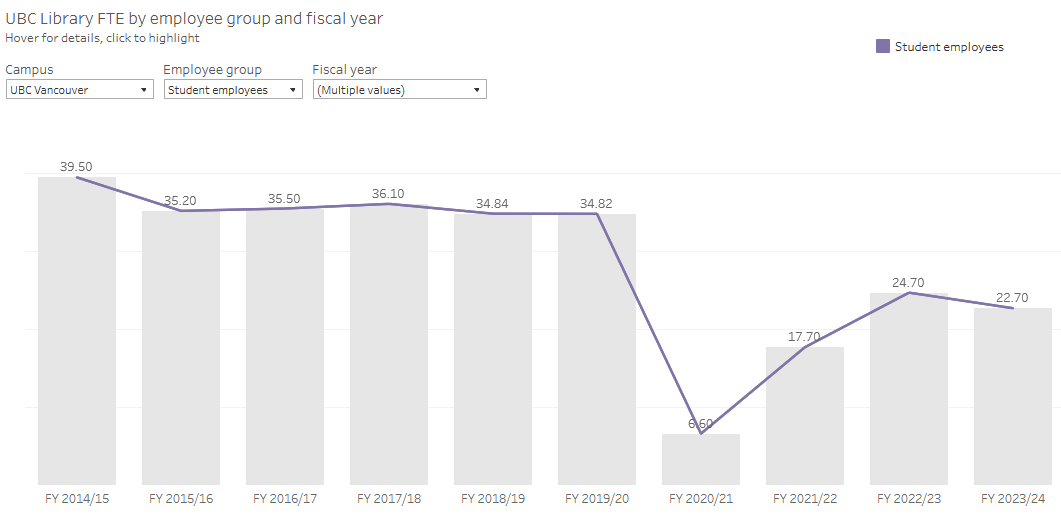 UBC Library FTE by employee group and fiscal year
Hover for details, click to highlight
Student employees
Campus Employee group Fiscal year
UBC Vancouver Student employees (Multiple values)
39.50 35.20 35.50 36.10 34.84 34.82 6.60 17.70 24.70 22.70
FY 2014/15 FY 2015/16 FY 2016/17 FY 2017/18 FY 2018/19 FY 2019/20 FY 2020/21 FY 2021/22 FY 2022/23 FY 2023/24